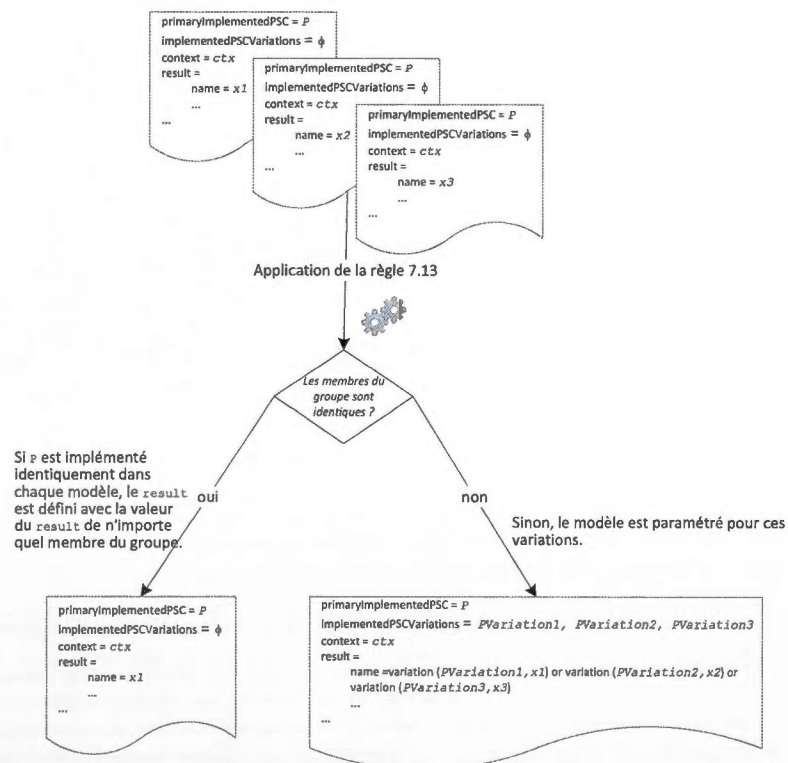 primaryImplementedPSC = P
implementedPSCVariations = ϕ
context = ctx
result =
name = x1
...
...
primaryImplementedPSC = P
implementedPSCVariations = ϕ
context = ctx
result =
name = x2
...
...
primaryImplementedPSC = P
implementedPSCVariations = ϕ
context = ctx
result =
name = x3
...
...
Application de la règle 7.13
Les membres du
groupe sont
identiques ?
Si P est implémenté
identiquement dans
chaque modèle, le result
est défini avec la valeur
du result de n'importe
quel membre du groupe.
oui
non
Sinon, le modèle est paramétré pour ces
variations.
primaryImplementedPSC = P
implementedPSCVariations = ϕ
context = ctx
result =
name = x1
...
...
primaryImplementedPSC = P
implementedPSCVariations = PVariation1, PVariation2, PVariation3
context = ctx
result =
name =variation (PVariation1,x1) or variation (PVariation2,x2) or
variation (PVariation3,x3)
...
...